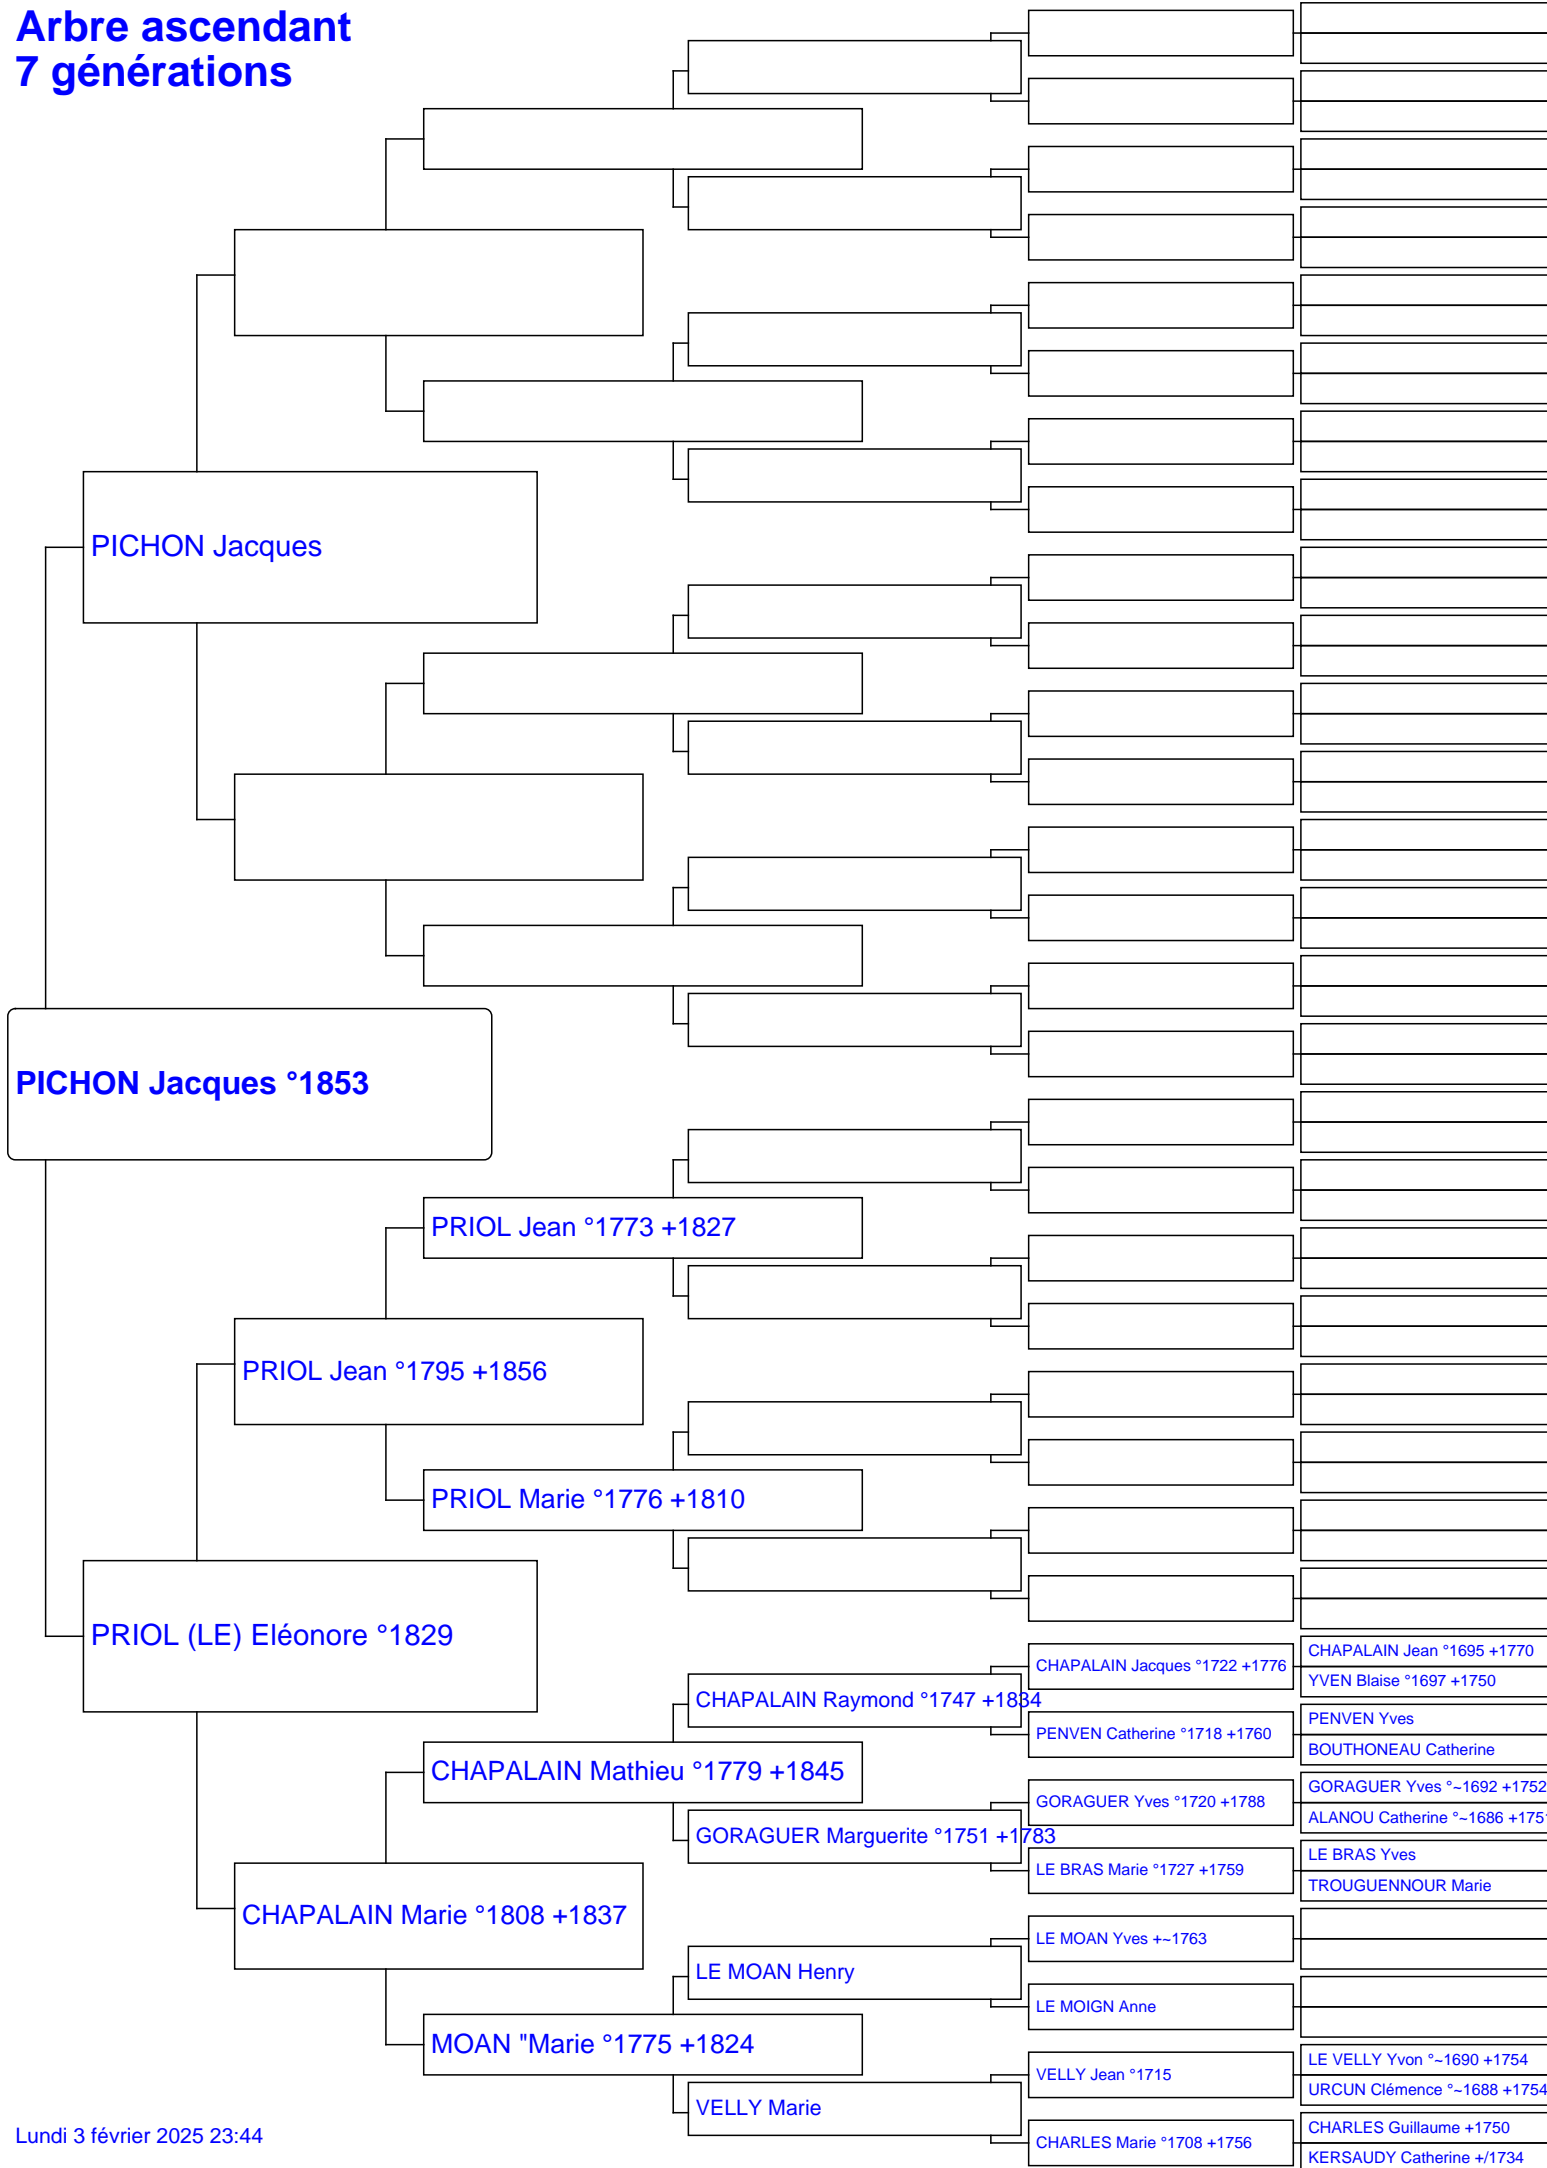 Arbre ascendant
7 générations
PICHON Jacques
PICHON Jacques °1853
PRIOL Jean °1773 +1827
PRIOL Jean °1795 +1856
PRIOL Marie °1776 +1810
PRIOL (LE) Eléonore °1829
CHAPALAIN Jean °1695 +1770
CHAPALAIN Jacques °1722 +1776
YVEN Blaise °1697 +1750
CHAPALAIN Raymond °1747 +1834
PENVEN Yves
PENVEN Catherine °1718 +1760
BOUTHONEAU Catherine
CHAPALAIN Mathieu °1779 +1845
GORAGUER Yves °~1692 +1752
GORAGUER Yves °1720 +1788
ALANOU Catherine °~1686 +1751
GORAGUER Marguerite °1751 +1783
LE BRAS Yves
LE BRAS Marie °1727 +1759
TROUGUENNOUR Marie
CHAPALAIN Marie °1808 +1837
LE MOAN Yves +~1763
LE MOAN Henry
LE MOIGN Anne
MOAN "Marie °1775 +1824
LE VELLY Yvon °~1690 +1754
VELLY Jean °1715
URCUN Clémence °~1688 +1754
VELLY Marie
CHARLES Guillaume +1750
CHARLES Marie °1708 +1756
KERSAUDY Catherine +/1734
Lundi 3 février 2025 23:44